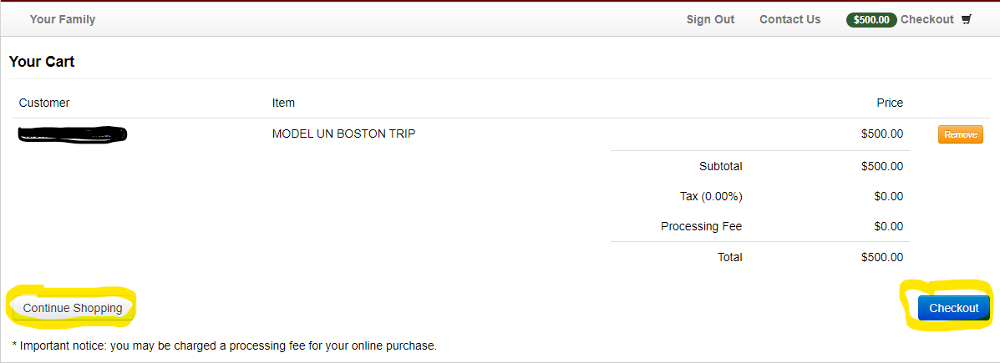 Your Family Sign Out Contact Us $500.00 Checkout
Your Cart
Customer Item Price
MODEL UN BOSTON TRIP $500.00 Remove
Subtotal $500.00
Tax (0.00%) $0.00
Processing Fee $0.00
Total $500.00
Continue Shopping Checkout
* Important notice: you may be charged a processing fee for your online purchase.